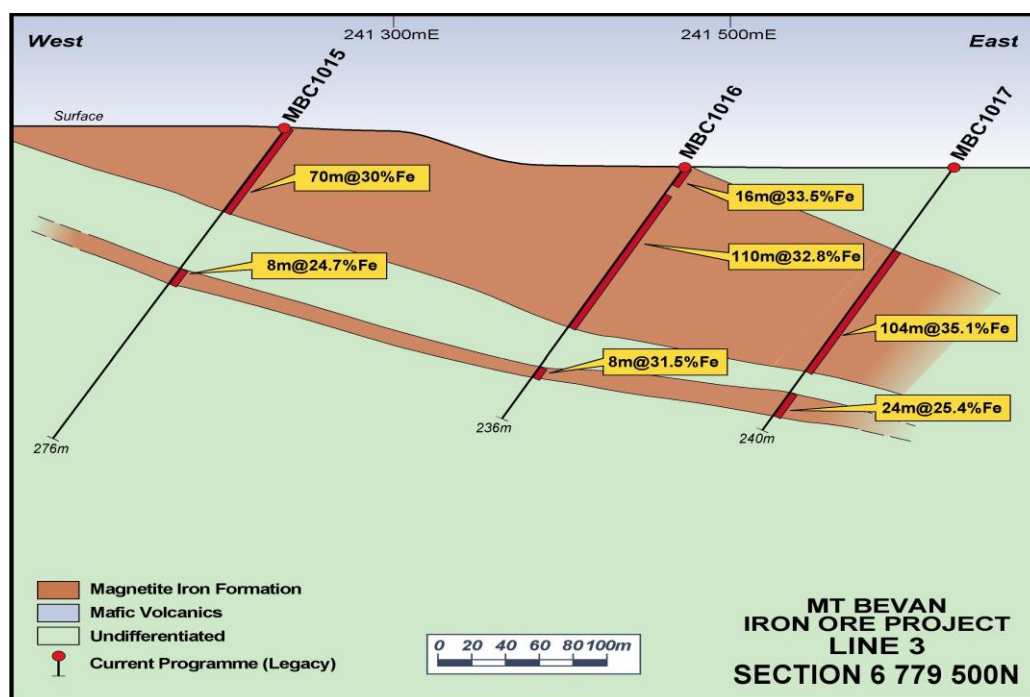 West
241 300mE
241 500mE
East
MBC1015
MBC1016
MBC1017
Surface
70m@30%Fe
16m@33.5%Fe
110m@32.8%Fe
8m@24.7%Fe
104m@35.1%Fe
8m@31.5%Fe
24m@25.4%Fe
276m
236m
240m
Magnetite Iron Formation
Mafic Volcanics
Undifferentiated
Current Programme (Legacy)
0 20 40 60 80 100m
MT BEVAN
IRON ORE PROJECT
LINE 3
SECTION 6 779 500N